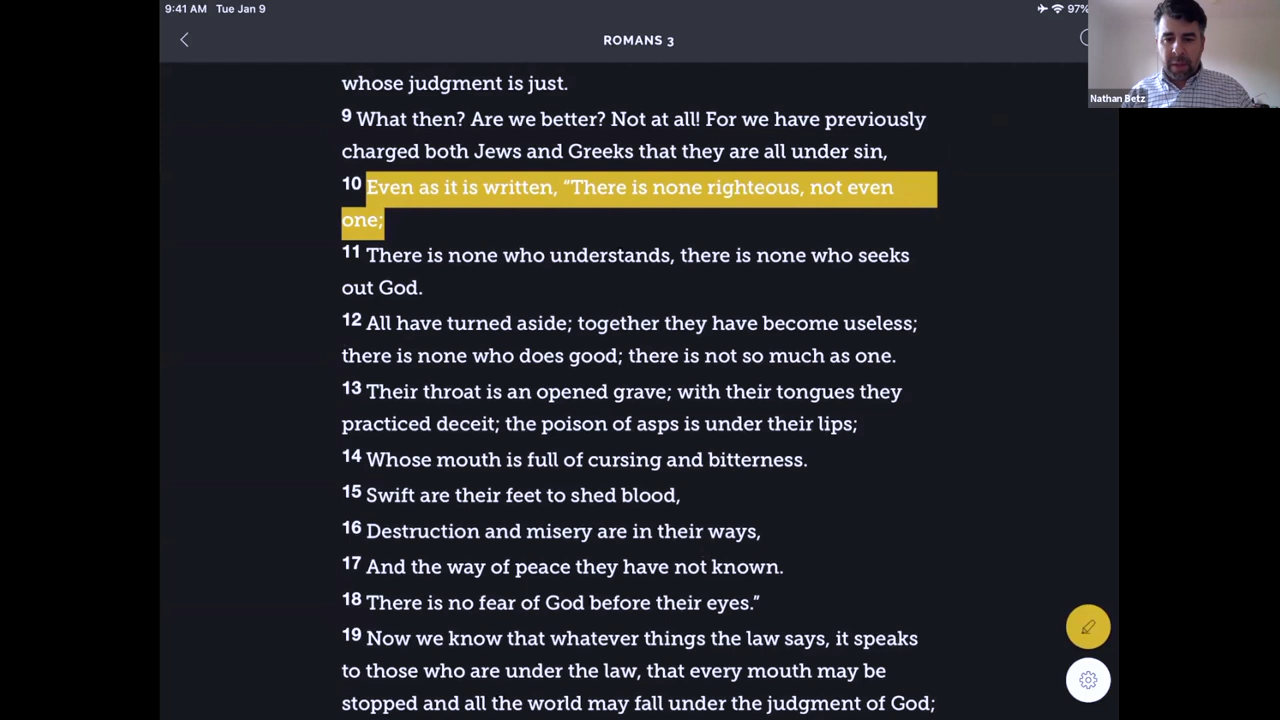 9:41 AM Tue Jan 9
97%
ROMANS 3
Nathan Betz
whose judgment is just.
9 What then? Are we better? Not at all! For we have previously
charged both Jews and Greeks that they are all under sin,
10 Even as it is written, “There is none righteous, not even
one;
11 There is none who understands, there is none who seeks
out God.
12 All have turned aside; together they have become useless;
there is none who does good; there is not so much as one.
13 Their throat is an opened grave; with their tongues they
practiced deceit; the poison of asps is under their lips;
14 Whose mouth is full of cursing and bitterness.
15 Swift are their feet to shed blood,
16 Destruction and misery are in their ways,
17 And the way of peace they have not known.
18 There is no fear of God before their eyes.”
19 Now we know that whatever things the law says, it speaks
to those who are under the law, that every mouth may be
stopped and all the world may fall under the judgment of God;